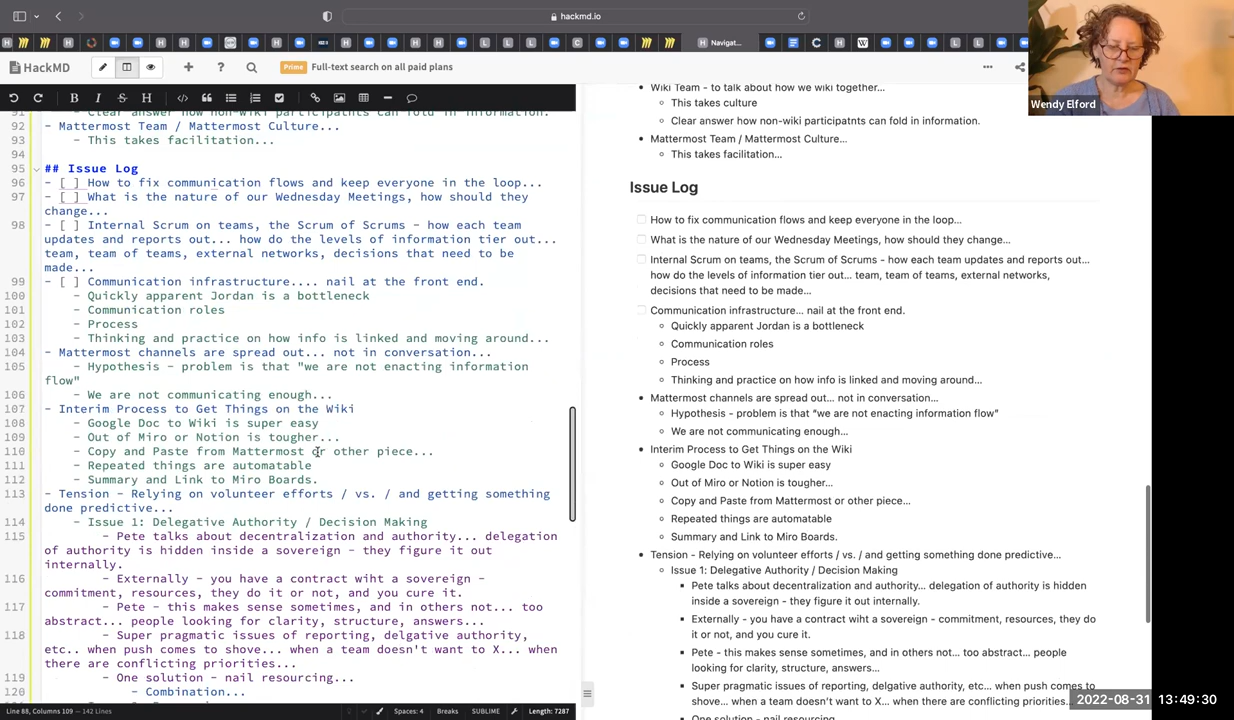 hackmd.io
Navigat...
HackMD
Prime Full-text search on all paid plans
Wendy Elford
91 - Clear answer how non-wiki participants can fold in information.
92 - Mattermost Team / Mattermost Culture...
93 - This takes facilitation...
94
95 ## Issue Log
96 - [ ] How to fix communication flows and keep everyone in the loop...
97 - [ ] What is the nature of our Wednesday Meetings, how should they
change...
98 - [ ] Internal Scrum on teams, the Scrum of Scrums - how each team
updates and reports out... how do the levels of information tier out...
team, team of teams, external networks, decisions that need to be
made...
99 - [ ] Communication infrastructure.... nail at the front end.
100 - Quickly apparent Jordan is a bottleneck
101 - Communication roles
102 - Process
103 - Thinking and practice on how info is linked and moving around...
104 - Mattermost channels are spread out... not in conversation...
105 - Hypothesis - problem is that "we are not enacting information
flow"
106 - We are not communicating enough...
107 - Interim Process to Get Things on the Wiki
108 - Google Doc to Wiki is super easy
109 - Out of Miro or Notion is tougher...
110 - Copy and Paste from Mattermost or other piece...
111 - Repeated things are automatable
112 - Summary and Link to Miro Boards.
113 - Tension - Relying on volunteer efforts / vs. / and getting something
done predictive...
114 - Issue 1: Delegative Authority / Decision Making
115 - Pete talks about decentralization and authority... delegation
of authority is hidden inside a sovereign - they figure it out
internally.
116 - Externally - you have a contract wiht a sovereign -
commitment, resources, they do it or not, and you cure it.
117 - Pete - this makes sense sometimes, and in others not... too
abstract... people looking for clarity, structure, answers...
118 - Super pragmatic issues of reporting, delgative authority,
etc.. when push comes to shove... when a team doesn't want to X... when
there are conflicting priorities...
119 - One solution - nail resourcing...
120 - Combination...
Line 88, Columns 109 — 142 Lines
Spaces: 4 Breaks SUBLIME Length: 7287
Wiki Team - to talk about how we wiki together...
This takes culture
Clear answer how non-wiki participants can fold in information.
Mattermost Team / Mattermost Culture...
This takes facilitation...
Issue Log
How to fix communication flows and keep everyone in the loop...
What is the nature of our Wednesday Meetings, how should they change...
Internal Scrum on teams, the Scrum of Scrums - how each team updates and reports out...
how do the levels of information tier out... team, team of teams, external networks,
decisions that need to be made...
Communication infrastructure... nail at the front end.
Quickly apparent Jordan is a bottleneck
Communication roles
Process
Thinking and practice on how info is linked and moving around...
Mattermost channels are spread out... not in conversation...
Hypothesis - problem is that “we are not enacting information flow”
We are not communicating enough...
Interim Process to Get Things on the Wiki
Google Doc to Wiki is super easy
Out of Miro or Notion is tougher...
Copy and Paste from Mattermost or other piece...
Repeated things are automatable
Summary and Link to Miro Boards.
Tension - Relying on volunteer efforts / vs. / and getting something done predictive...
Issue 1: Delegative Authority / Decision Making
Pete talks about decentralization and authority... delegation of authority is hidden
inside a sovereign - they figure it out internally.
Externally - you have a contract wiht a sovereign - commitment, resources, they do
it or not, and you cure it.
Pete - this makes sense sometimes, and in others not... too abstract... people
looking for clarity, structure, answers...
Super pragmatic issues of reporting, delgative authority, etc... when push comes to
shove... when a team doesn't want to X... when there are conflicting priorities...
One solution - nail resourcing
2022-08-31 13:49:30